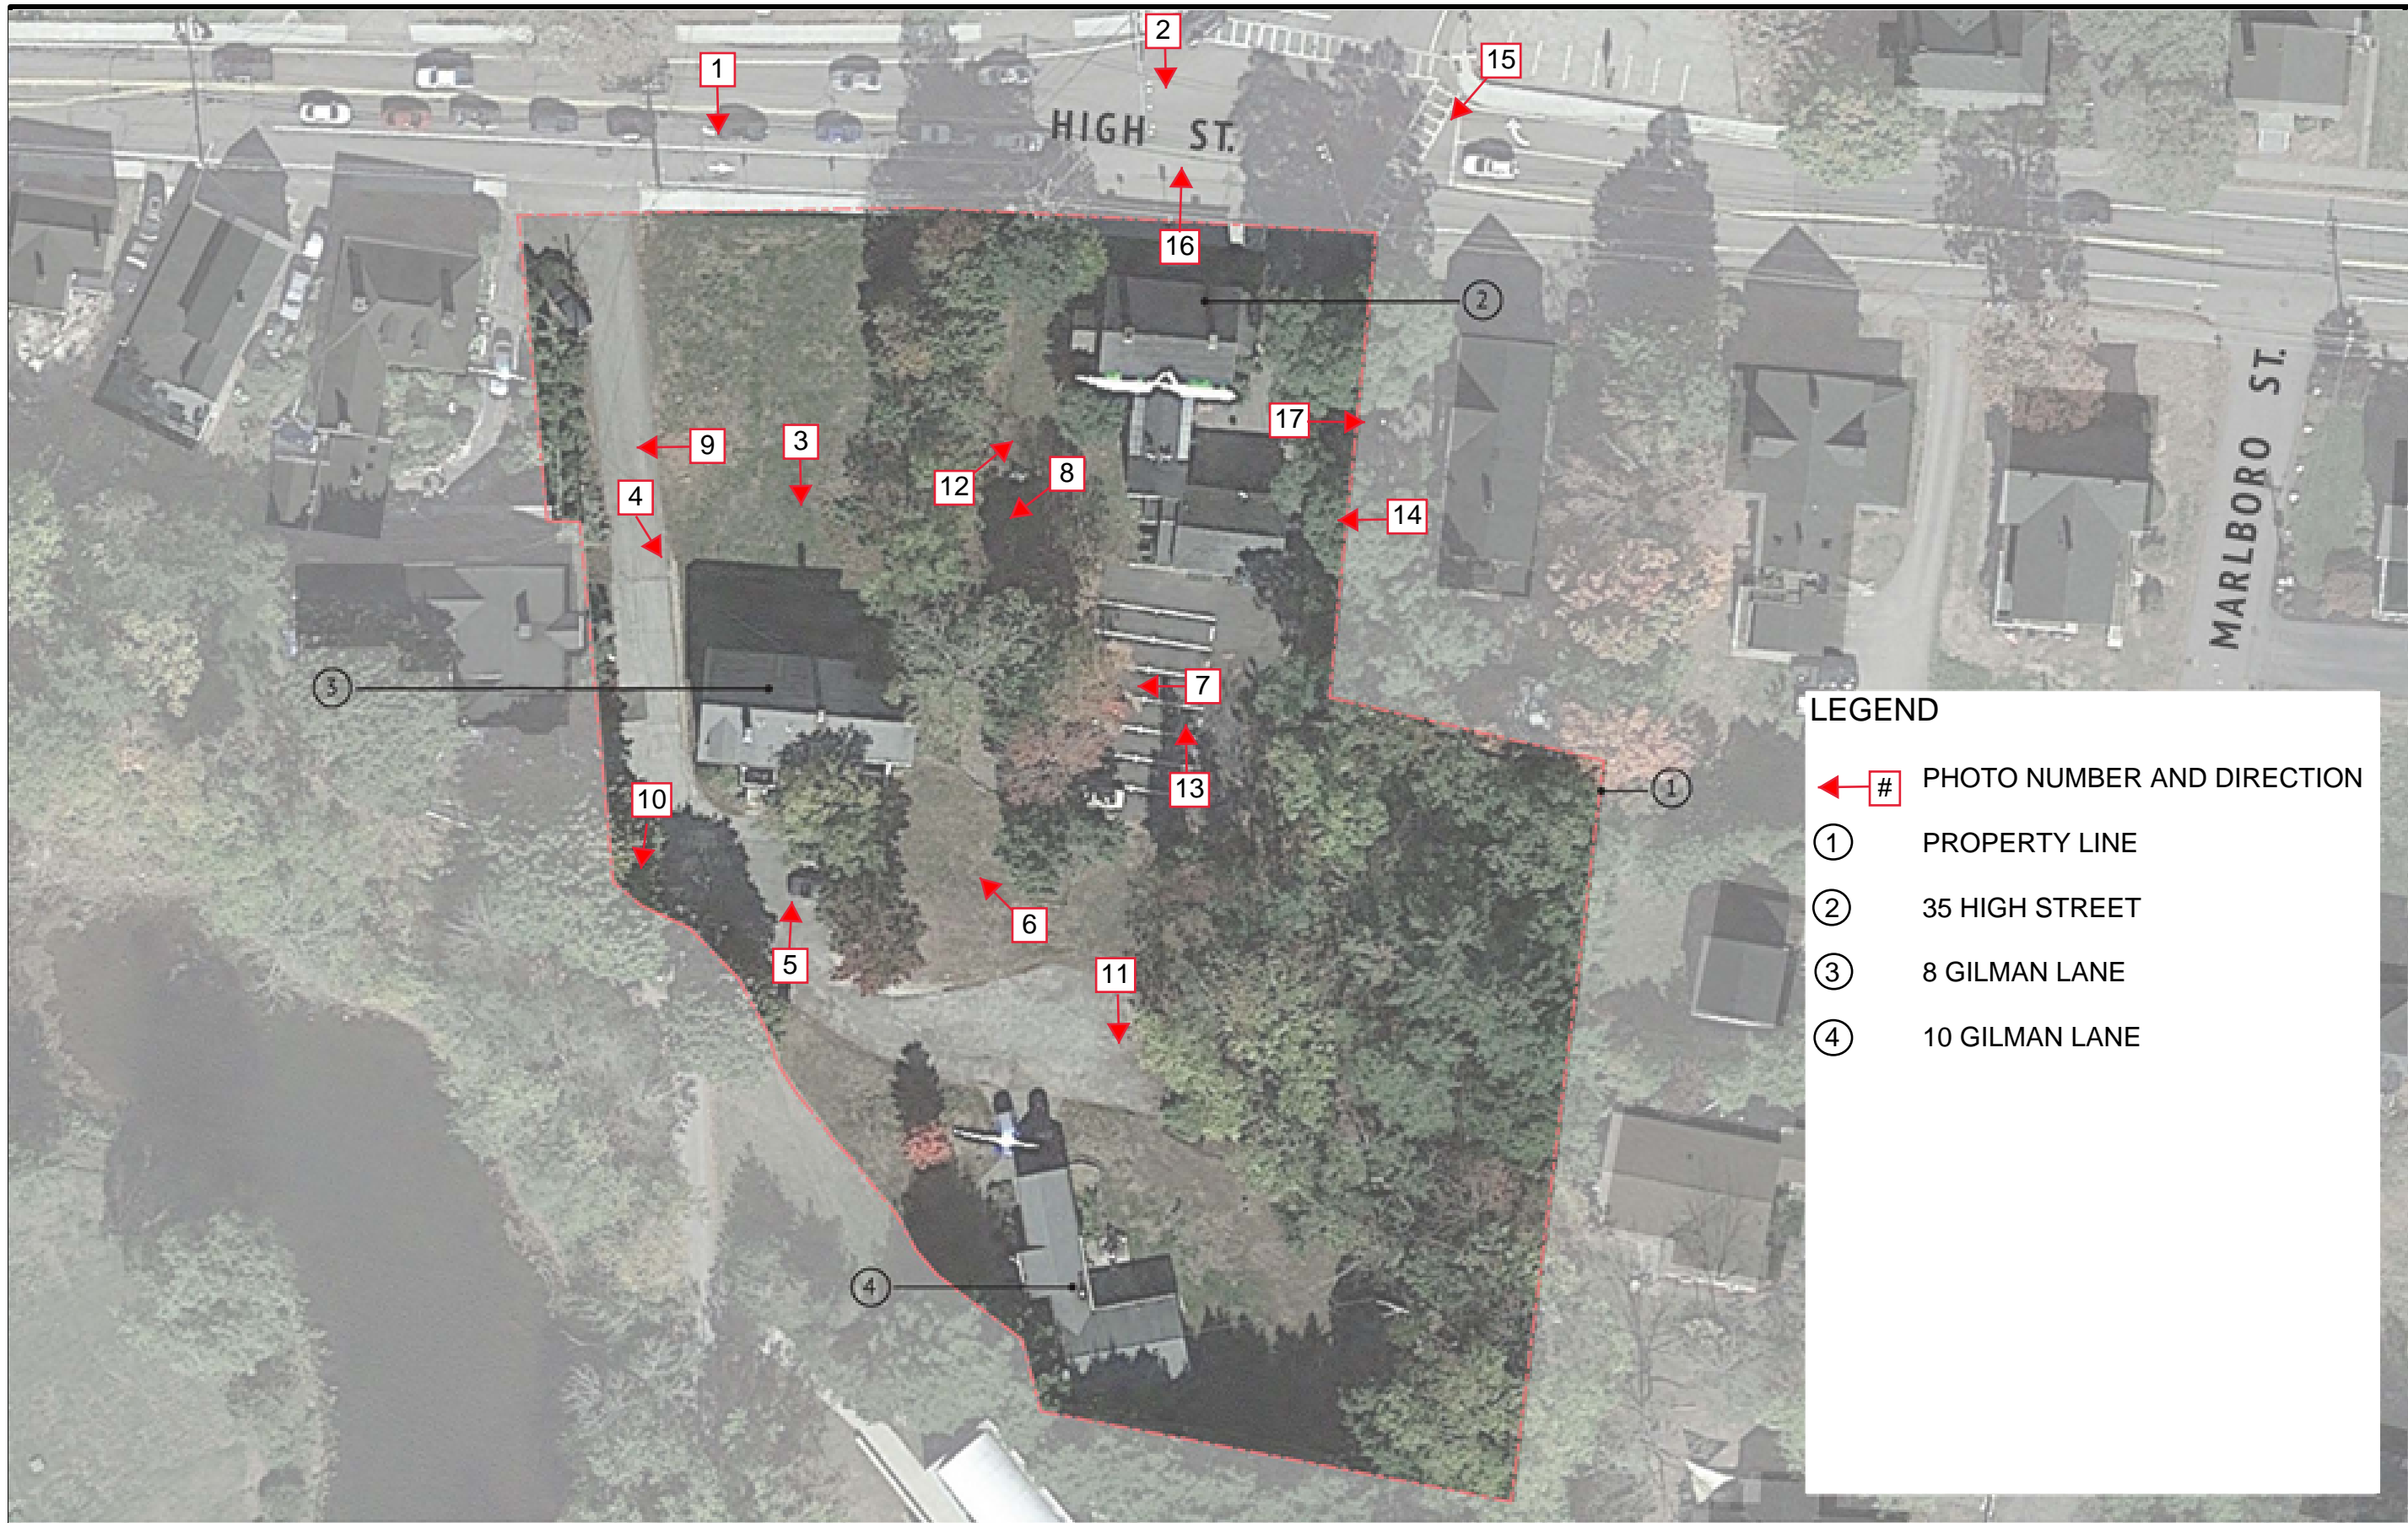 2
15
1
HIGH ST.
16
2
MARLBORO ST.
17
9
3
12
8
4
14
3
7
LEGEND
# PHOTO NUMBER AND DIRECTION
13
1
10
1 PROPERTY LINE
2 35 HIGH STREET
6
5
11
3 8 GILMAN LANE
4 10 GILMAN LANE
4